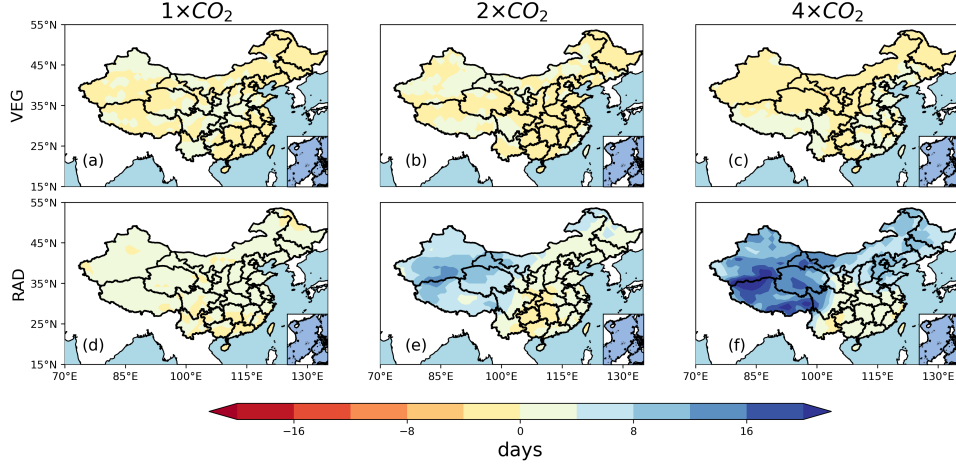 1×CO₂ 2×CO₂ 4×CO₂
55°N
45°N
VEG 35°N
25°N
(a) (b) (c)
15°N
55°N
45°N
RAD 35°N
25°N
(d) (e) (f)
15°N
70°E 85°E 100°E 115°E 130°E 70°E 85°E 100°E 115°E 130°E 70°E 85°E 100°E 115°E 130°E
−16 −8 0 8 16
days